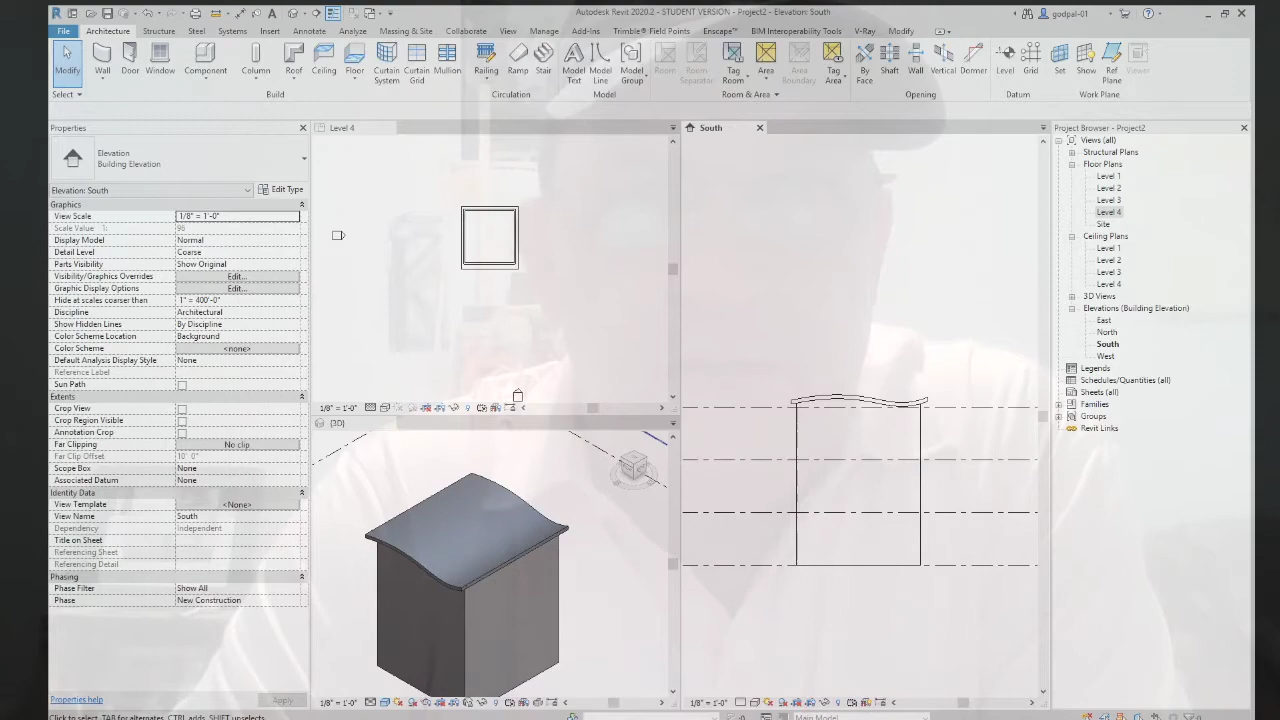 Autodesk Revit 2020.2 - STUDENT VERSION - Project2 - Elevation: South
godpal-01
File Architecture Structure Steel Systems Insert Annotate Analyze Massing & Site Collaborate View Manage Add-Ins Trimble® Field Points Enscape™ BIM Interoperability Tools V-Ray Modify
Modify Wall Door Window Component Column Roof Ceiling Floor Curtain System Curtain Grid Mullion Railing Ramp Stair Model Text Model Line Model Group Room Room Separator Tag Room Area Area Boundary Tag Area By Face Shaft Wall Vertical Dormer Level Grid Set Show Ref Plane Viewer
Select Build Circulation Model Room & Area Opening Datum Work Plane
Properties
Elevation
Building Elevation
Elevation: South Edit Type
Graphics
View Scale 1/8" = 1'-0"
Scale Value 1: 96
Display Model Normal
Detail Level Coarse
Parts Visibility Show Original
Visibility/Graphics Overrides Edit...
Graphic Display Options Edit...
Hide at scales coarser than 1" = 400'-0"
Discipline Architectural
Show Hidden Lines By Discipline
Color Scheme Location Background
Color Scheme <none>
Default Analysis Display Style None
Reference Label
Sun Path
Extents
Crop View
Crop Region Visible
Annotation Crop
Far Clipping No clip
Far Clip Offset 10' 0"
Scope Box None
Associated Datum None
Identity Data
View Template <None>
View Name South
Dependency Independent
Title on Sheet
Referencing Sheet
Referencing Detail
Phasing
Phase Filter Show All
Phase New Construction
Properties help Apply
Level 4
1/8" = 1'-0"
{3D}
1/8" = 1'-0"
South
1/8" = 1'-0"
Project Browser - Project2
Views (all)
Structural Plans
Floor Plans
Level 1
Level 2
Level 3
Level 4
Site
Ceiling Plans
Level 1
Level 2
Level 3
Level 4
3D Views
Elevations (Building Elevation)
East
North
South
West
Legends
Schedules/Quantities (all)
Sheets (all)
Families
Groups
Revit Links
Click to select, TAB for alternates, CTRL adds, SHIFT unselects. Main Model